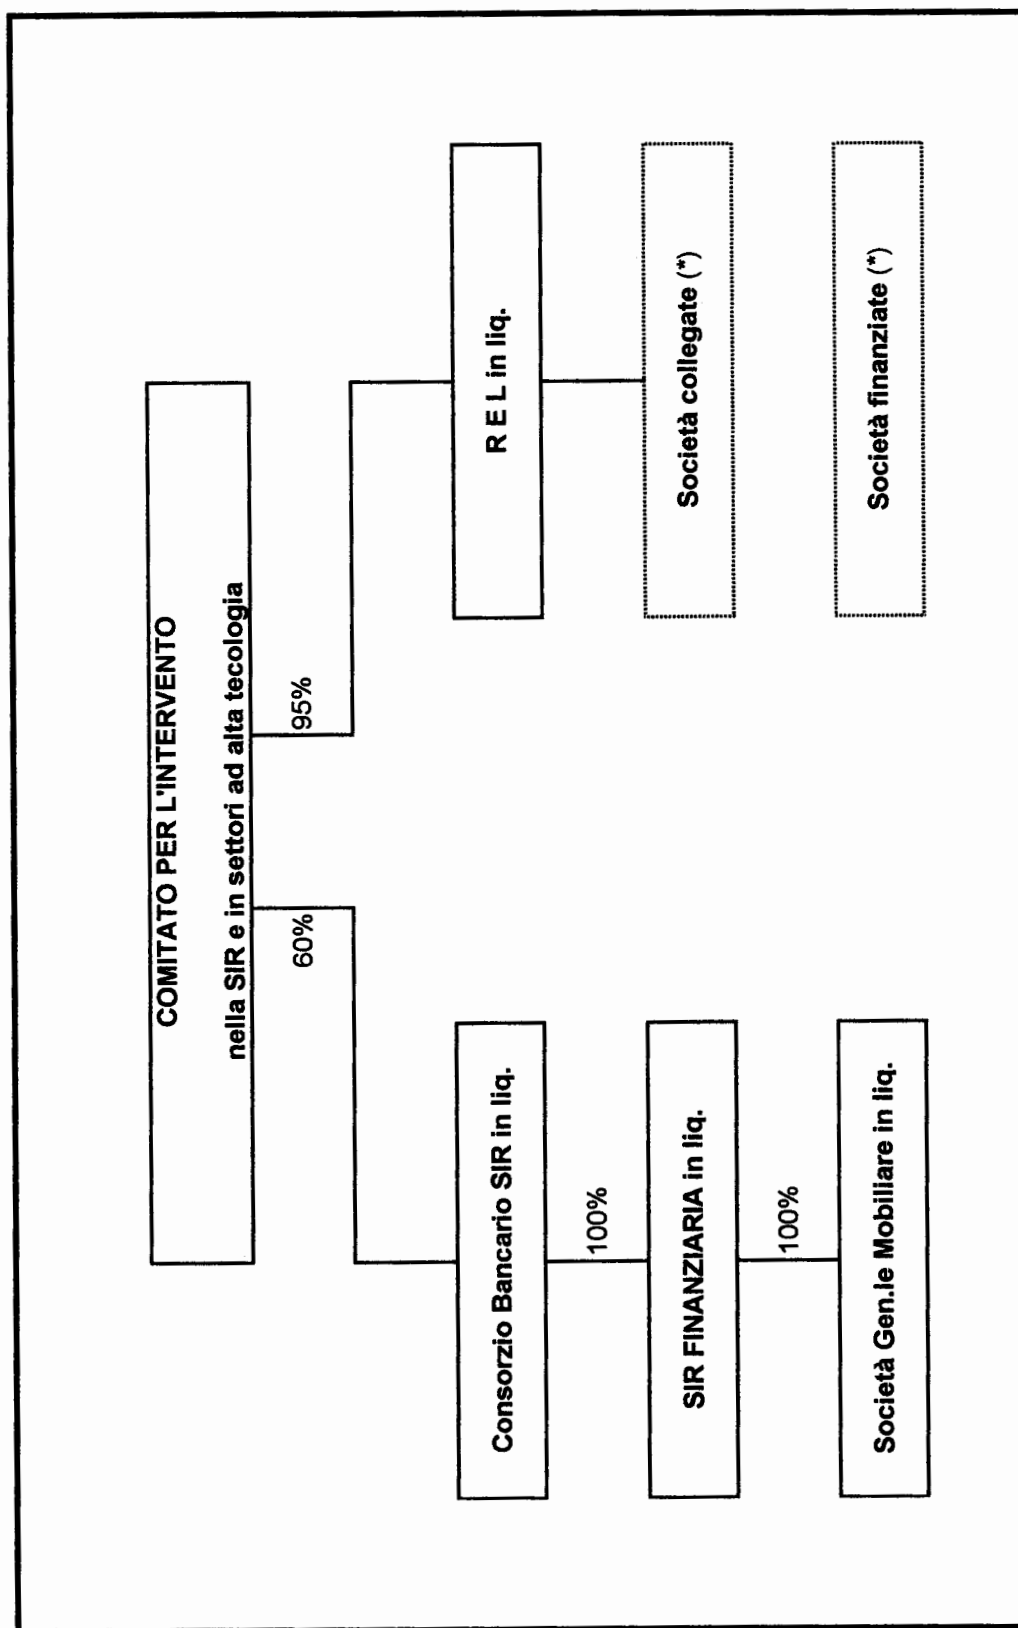 COMITATO PER L'INTERVENTO
nella SIR e in settori ad alta tecologia
60%
95%
Consorzio Bancario SIR in liq.
R E L in liq.
100%
SIR FINANZIARIA in liq.
Società collegate (*)
100%
Società Gen.le Mobiliare in liq.
Società finanziate (*)